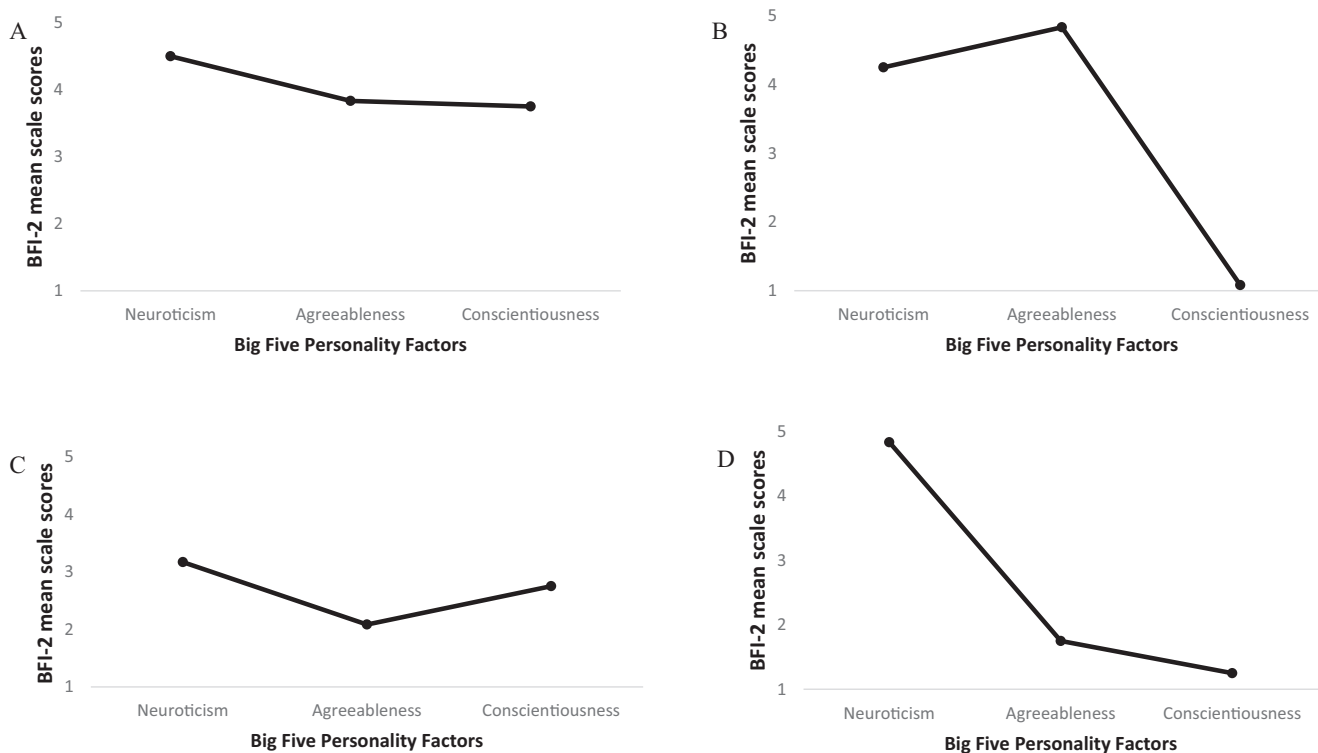 A
BFI-2 mean scale scores
5
4
3
2
1
Neuroticism Agreeableness Conscientiousness
Big Five Personality Factors
B
BFI-2 mean scale scores
5
4
3
2
1
Neuroticism Agreeableness Conscientiousness
Big Five Personality Factors
C
BFI-2 mean scale scores
5
4
3
2
1
Neuroticism Agreeableness Conscientiousness
Big Five Personality Factors
D
BFI-2 mean scale scores
5
4
3
2
1
Neuroticism Agreeableness Conscientiousness
Big Five Personality Factors